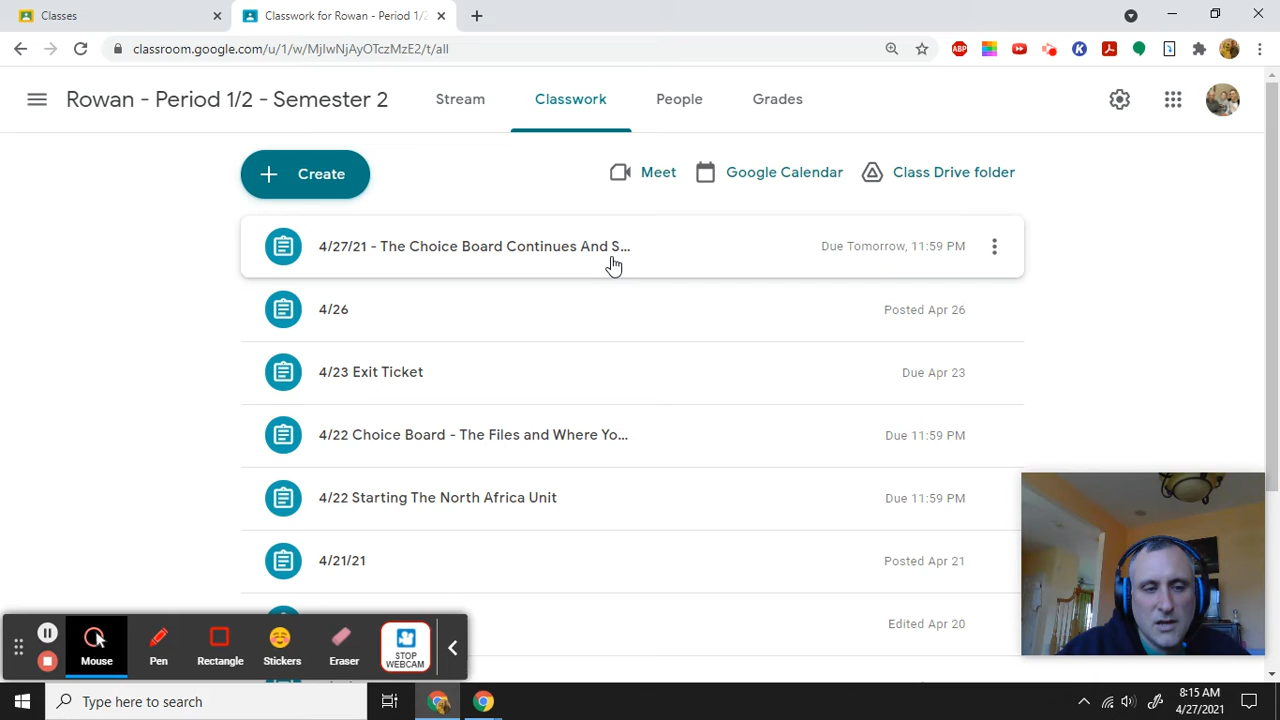 Classes
Classwork for Rowan - Period 1/2
classroom.google.com/u/1/w/MjIwNjAyOTczMzE2/t/all
ABP
K
Rowan - Period 1/2 - Semester 2
Stream
Classwork
People
Grades
Create
Meet
Google Calendar
Class Drive folder
4/27/21 - The Choice Board Continues And S...
Due Tomorrow, 11:59 PM
4/26
Posted Apr 26
4/23 Exit Ticket
Due Apr 23
4/22 Choice Board - The Files and Where Yo...
Due 11:59 PM
4/22 Starting The North Africa Unit
Due 11:59 PM
4/21/21
Posted Apr 21
Edited Apr 20
Mouse
Pen
Rectangle
Stickers
Eraser
STOP
WEBCAM
Type here to search
8:15 AM
4/27/2021